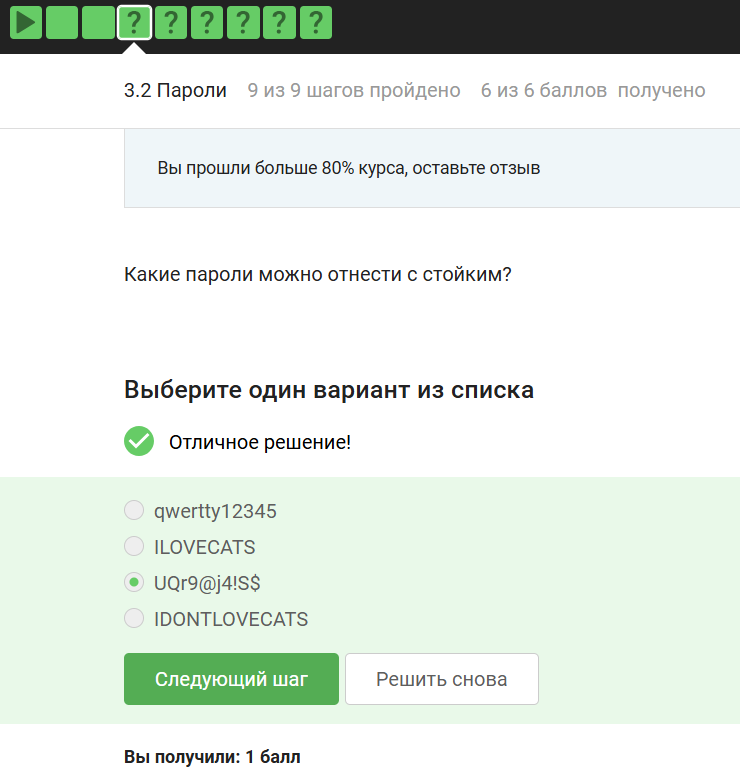 ? ? ? ? ? ?
3.2 Пароли 9 из 9 шагов пройдено 6 из 6 баллов получено
Вы прошли больше 80% курса, оставьте отзыв
Какие пароли можно отнести с стойким?
Выберите один вариант из списка
Отличное решение!
qwertty12345
ILOVECATS
UQr9@j4!S$
IDONTLOVECATS
Следующий шаг Решить снова
Вы получили: 1 балл